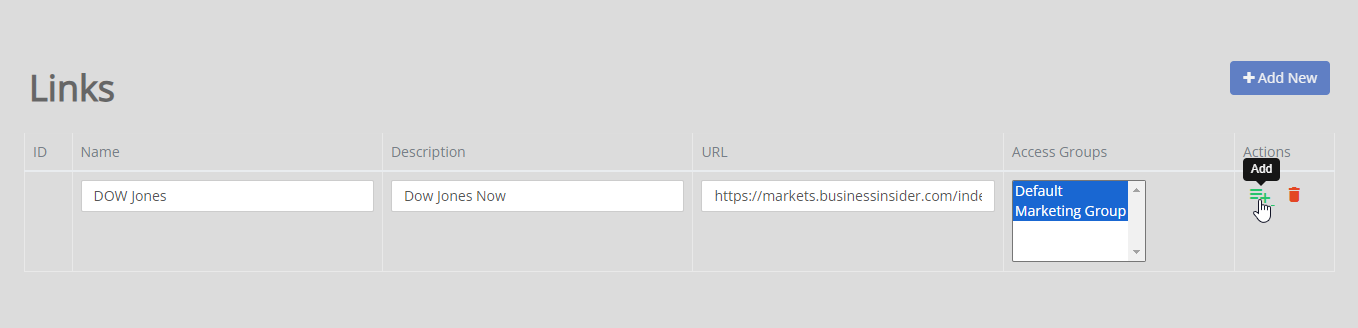 Links
Add New
ID Name Description URL Access Groups Actions
Add
DOW Jones Dow Jones Now https://markets.businessinsider.com/inde Default
Marketing Group